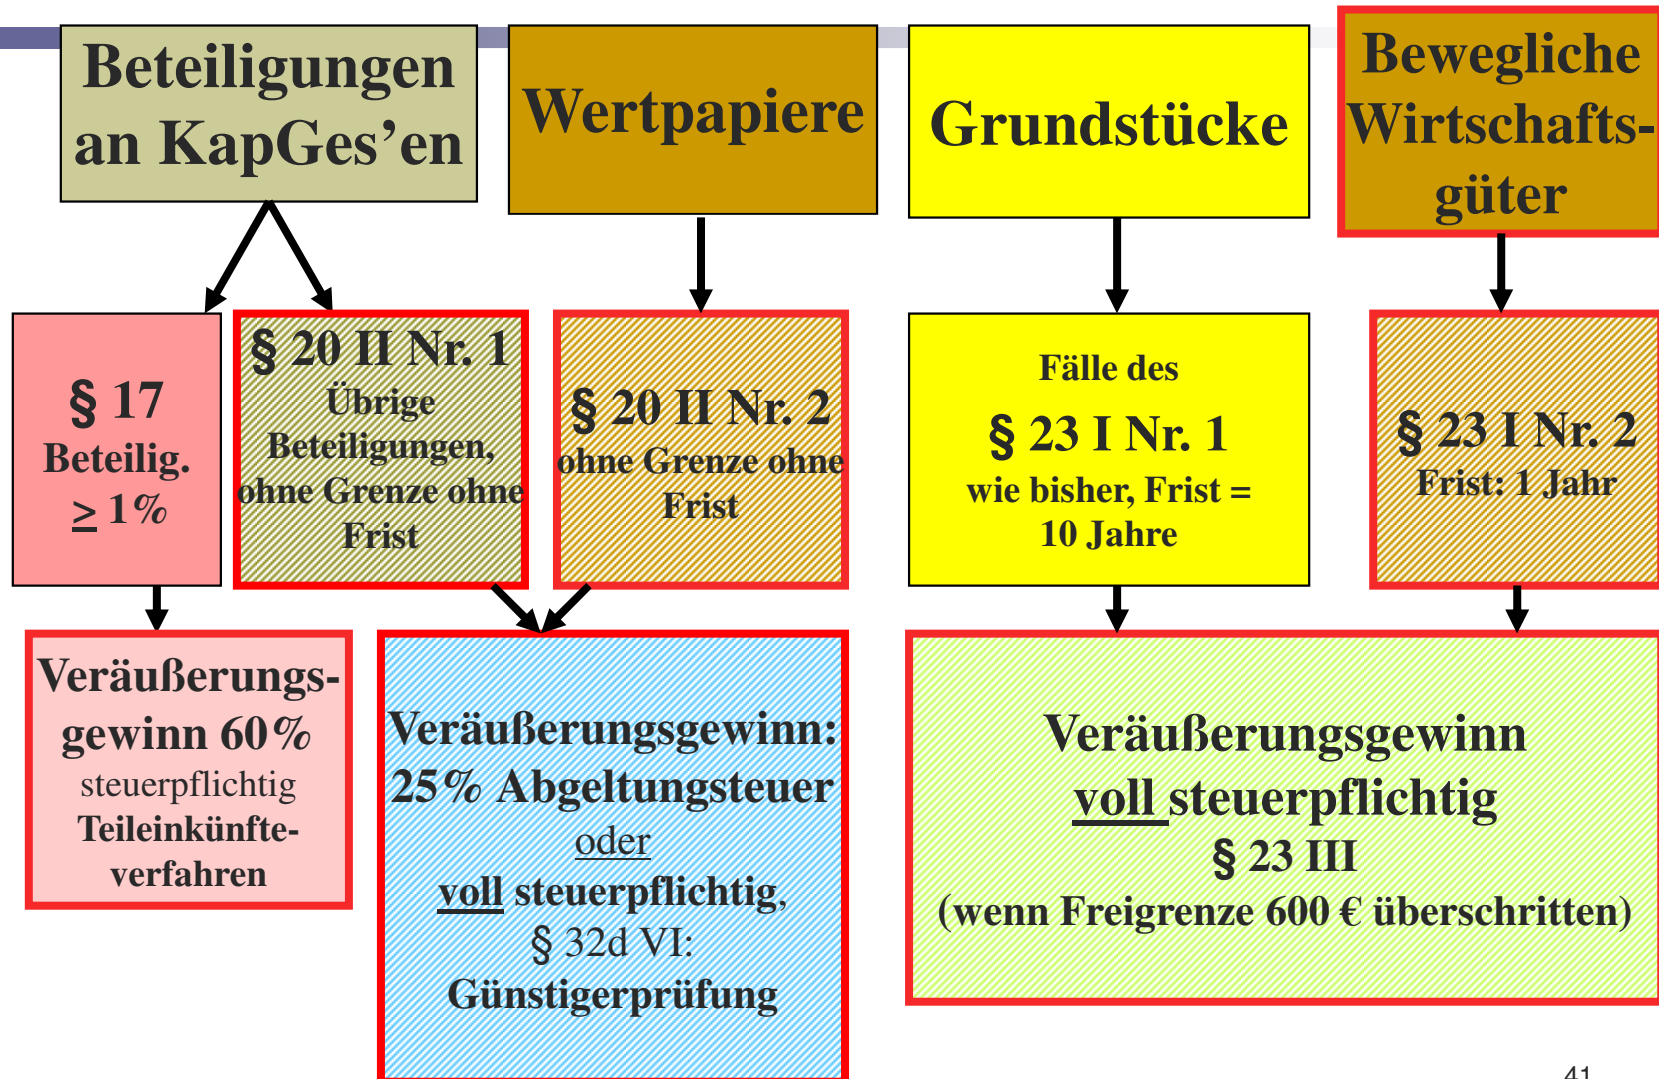 Beteiligungen
an KapGes’en
Wertpapiere
Grundstücke
Bewegliche
Wirtschafts-
güter
§ 17
Beteilig.
≥ 1%
§ 20 II Nr. 1
Übrige
Beteiligungen,
ohne Grenze ohne
Frist
§ 20 II Nr. 2
ohne Grenze ohne
Frist
Fälle des
§ 23 I Nr. 1
wie bisher, Frist =
10 Jahre
§ 23 I Nr. 2
Frist: 1 Jahr
Veräußerungs-
gewinn 60%
steuerpflichtig
Teileinkünfte-
verfahren
Veräußerungsgewinn:
25% Abgeltungsteuer
oder
voll steuerpflichtig,
§ 32d VI:
Günstigerprüfung
Veräußerungsgewinn
voll steuerpflichtig
§ 23 III
(wenn Freigrenze 600 € überschritten)
41